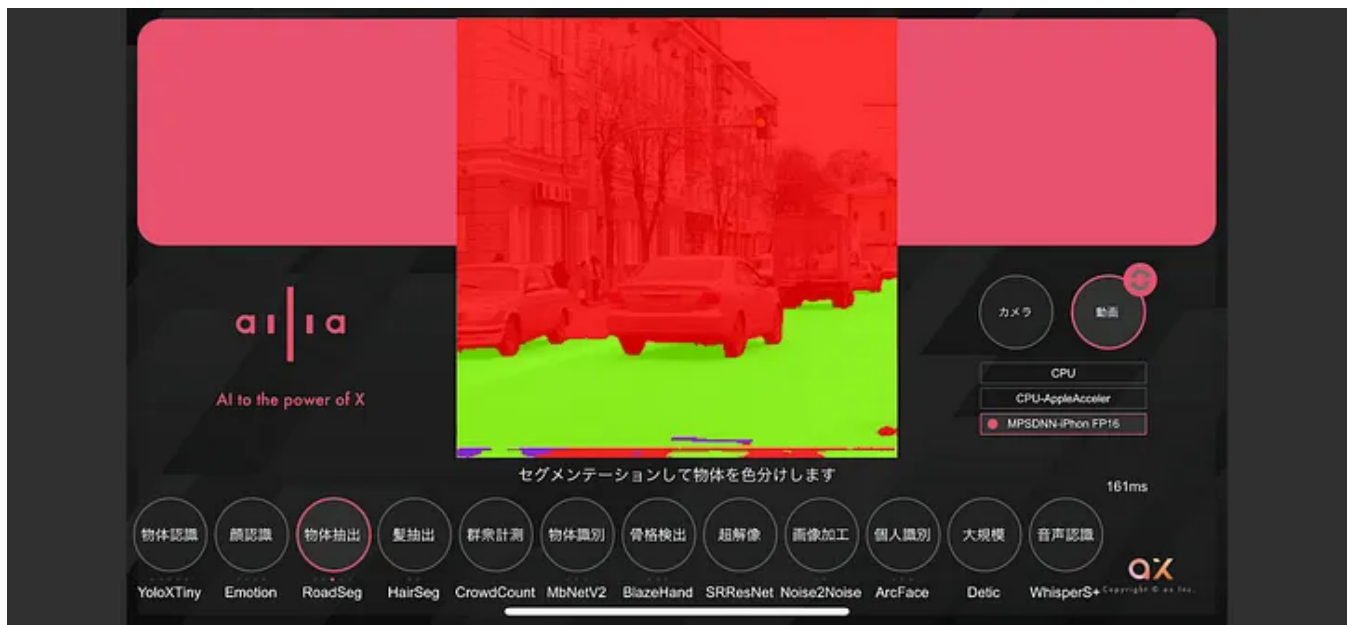 aılıa
AI to the power of X
カメラ
動画
CPU
CPU-AppleAcceler
MPSDNN-iPhon FP16
セグメンテーションして物体を色分けします
161ms
物体認識
顔認識
物体抽出
髪抽出
群衆計測
物体識別
骨格検出
超解像
画像加工
個人識別
大規模
音声認識
YoloXTiny
Emotion
RoadSeg
HairSeg
CrowdCount
MbNetV2
BlazeHand
SRResNet
Noise2Noise
ArcFace
Detic
WhisperS+
ax
Copyright © ax Inc.